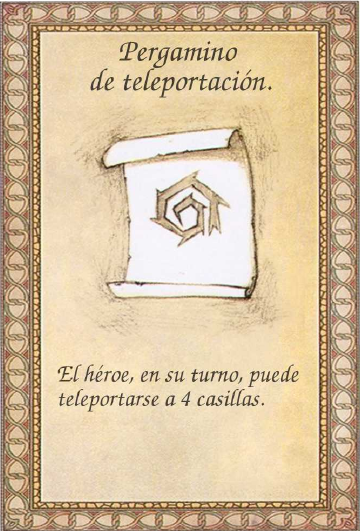 Pergamino
de teleportación.
El héroe, en su turno, puede
teleportarse a 4 casillas.